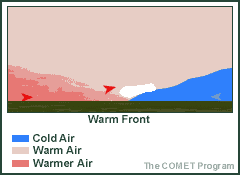 Warm Front
Cold Air
Warm Air
Warmer Air
The COMET Program